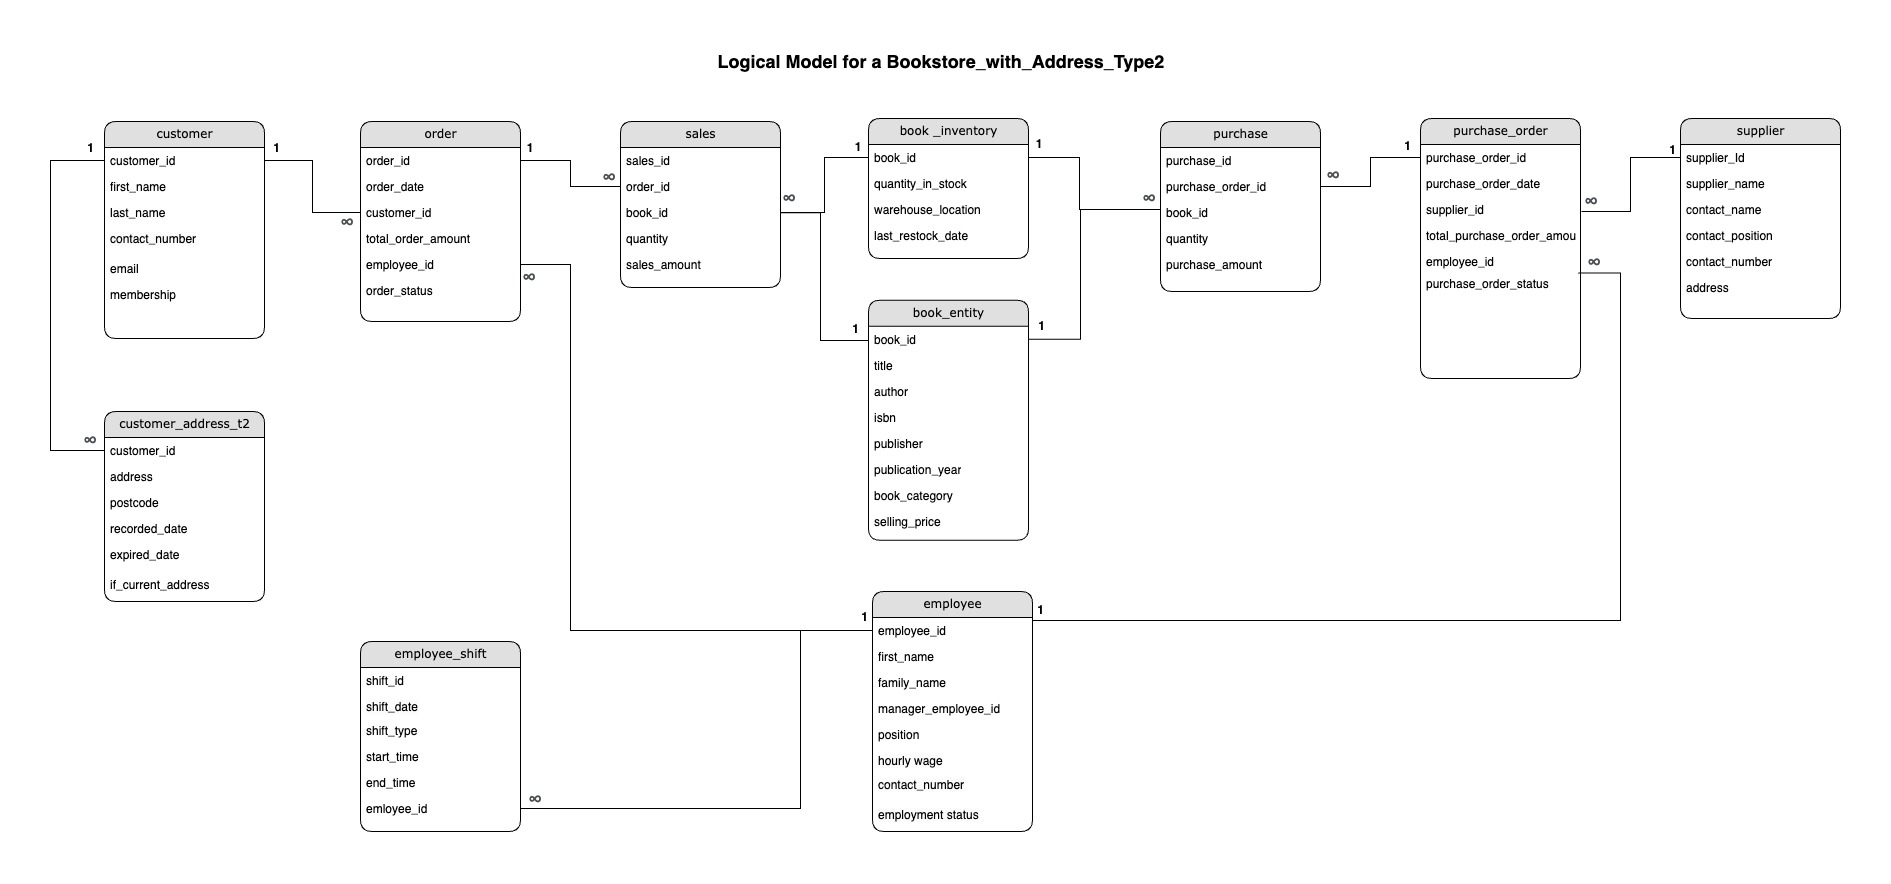 Logical Model for a Bookstore_with_Address_Type2
customer
1
customer_id
1
first_name
last_name
contact_number
email
membership
order
order_id
1
order_date
customer_id
∞
total_order_amount
employee_id
∞
order_status
sales
sales_id
∞
order_id
book_id
∞
quantity
sales_amount
book _inventory
1
book_id
1
quantity_in_stock
warehouse_location
last_restock_date
book_entity
1
1
book_id
title
author
isbn
publisher
publication_year
book_category
selling_price
purchase
purchase_id
purchase_order_id
∞
∞
book_id
quantity
purchase_amount
purchase_order
1
purchase_order_id
purchase_order_date
∞
supplier_id
total_purchase_order_amou
employee_id
∞
purchase_order_status
supplier
1
supplier_Id
supplier_name
contact_name
contact_position
contact_number
address
customer_address_t2
∞
customer_id
address
postcode
recorded_date
expired_date
if_current_address
employee_shift
shift_id
shift_date
shift_type
start_time
end_time
emloyee_id
∞
employee
1
1
employee_id
first_name
family_name
manager_employee_id
position
hourly wage
contact_number
employment status